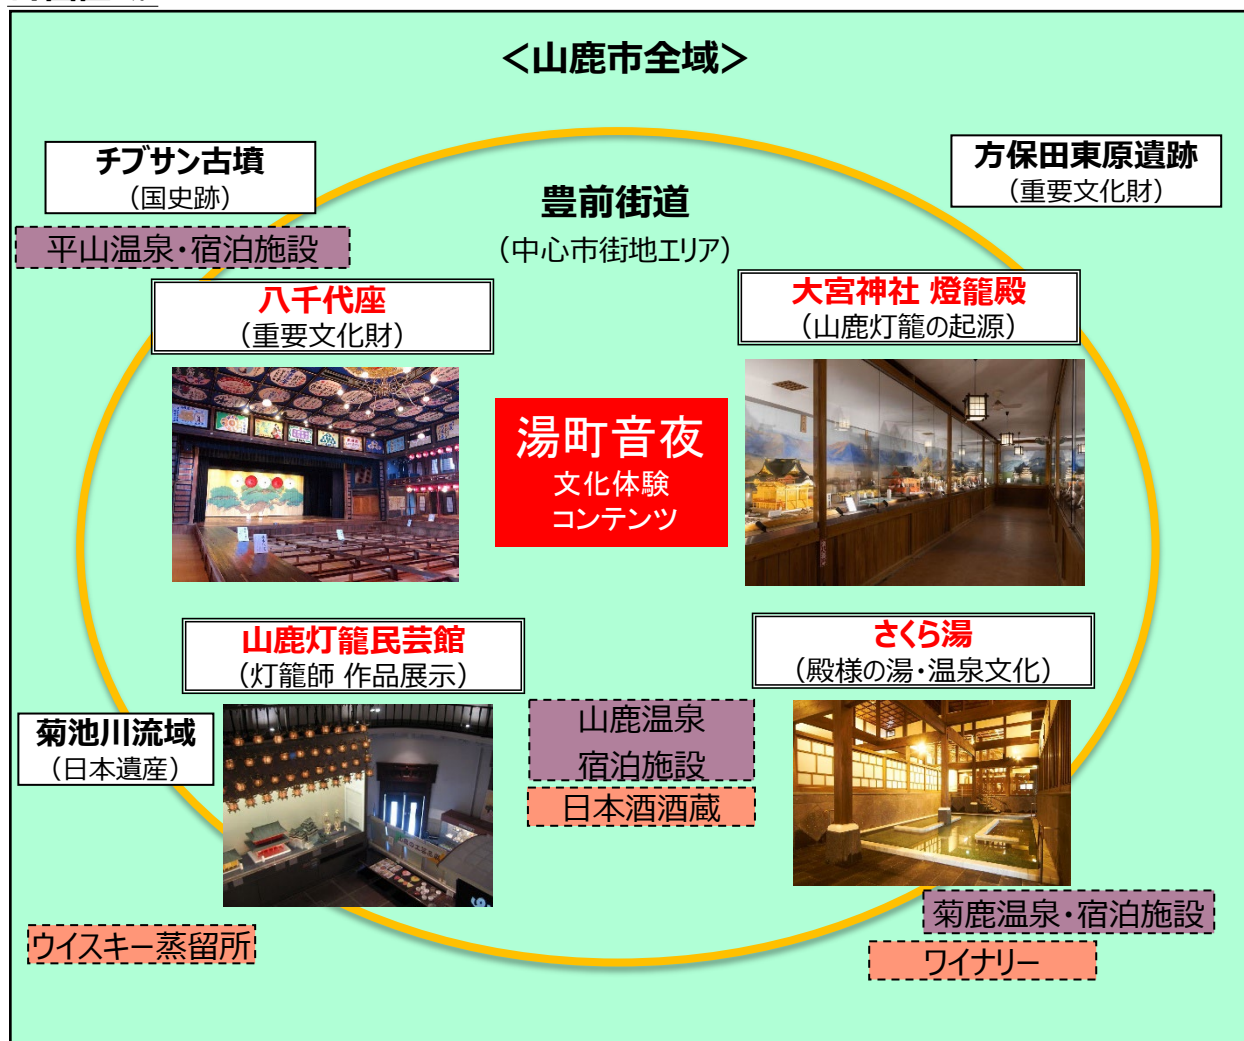 ＜山鹿市全域＞
チブサン古墳
（国史跡）
方保田東原遺跡
（重要文化財）
豊前街道
（中心市街地エリア）
平山温泉・宿泊施設
八千代座
（重要文化財）
大宮神社 燈籠殿
（山鹿灯籠の起源）
湯町音夜
文化体験
コンテンツ
山鹿灯籠民芸館
（灯籠師 作品展示）
さくら湯
（殿様の湯・温泉文化）
菊池川流域
（日本遺産）
山鹿温泉
宿泊施設
日本酒酒蔵
菊鹿温泉・宿泊施設
ウイスキー蒸留所
ワイナリー